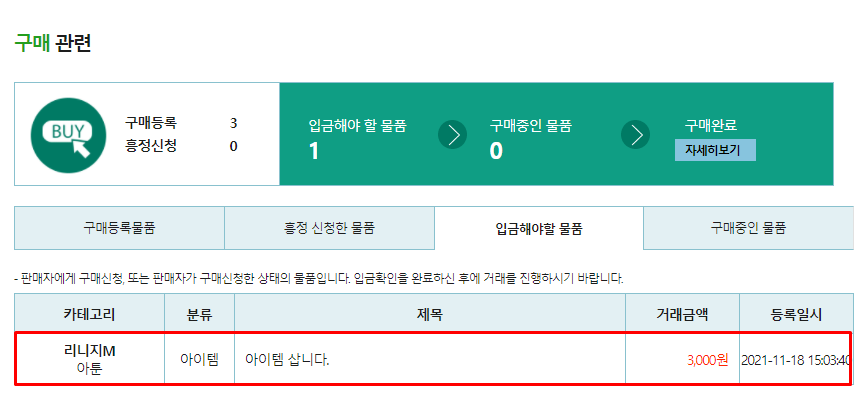 구매 관련
BUY
구매등록 3
흥정신청 0
입금해야 할 물품
1
구매중인 물품
0
구매완료
자세히보기
구매등록물품 흥정 신청한 물품 입금해야할 물품 구매중인 물품
- 판매자에게 구매신청, 또는 판매자가 구매신청한 상태의 물품입니다. 입금확인을 완료하신 후에 거래를 진행하시기 바랍니다.
카테고리 분류 제목 거래금액 등록일시
리니지M
아툰 아이템 아이템 삽니다. 3,000원 2021-11-18 15:03:40